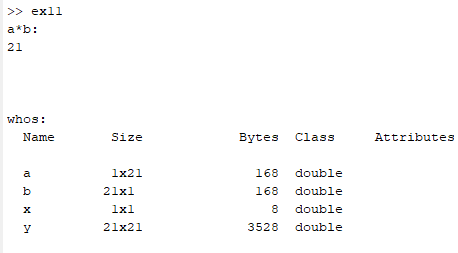 >> ex11
a*b:
21
whos:
Name Size Bytes Class Attributes
a 1x21 168 double
b 21x1 168 double
x 1x1 8 double
y 21x21 3528 double